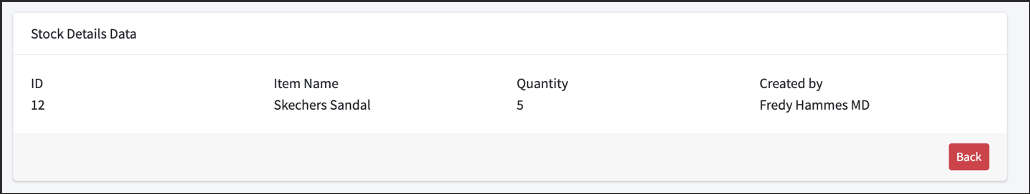 Stock Details Data
ID Item Name Quantity Created by
12 Skechers Sandal 5 Fredy Hammes MD
Back